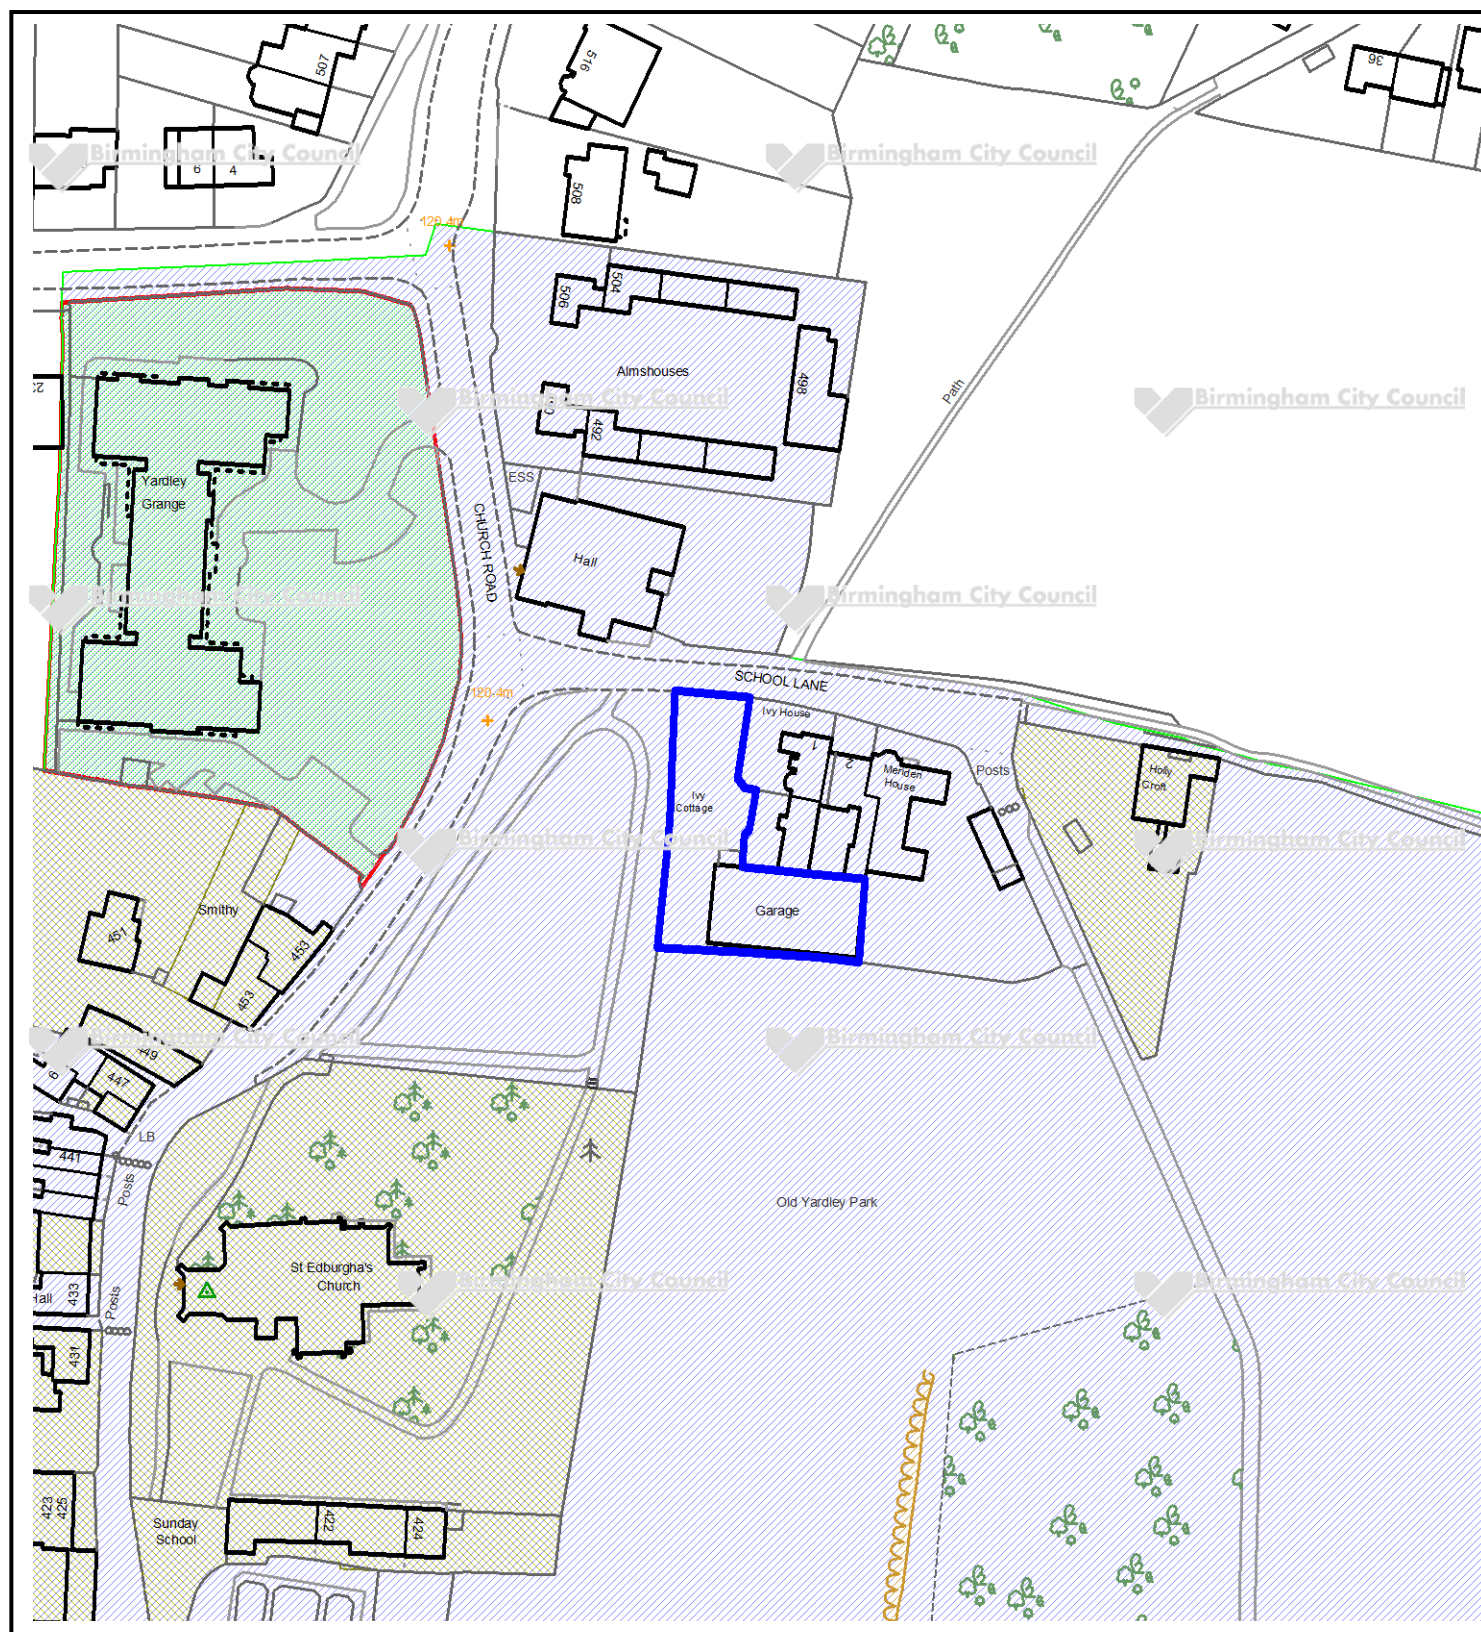 507
516
36
Birmingham City Council
Birmingham City Council
6
4
508
120.4m
506
504
Almshouses
498
Path
Birmingham City Council
Birmingham City Council
492
ESS
Yardley
Grange
CHURCH ROAD
Hall
Birmingham City Council
Birmingham City Council
SCHOOL LANE
120.4m
Ivy House
1
2
Meriden
House
Posts
Holly
Croft
Ivy
Cottage
Birmingham City Council
Birmingham City Council
Garage
Smithy
451
453
453
Birmingham City Council
Birmingham City Council
449
447
6
LB
441
Posts
Old Yardley Park
St Edburgha's
Church
Birmingham City Council
Birmingham City Council
Hall
433
Posts
431
423
425
Sunday
School
422
424